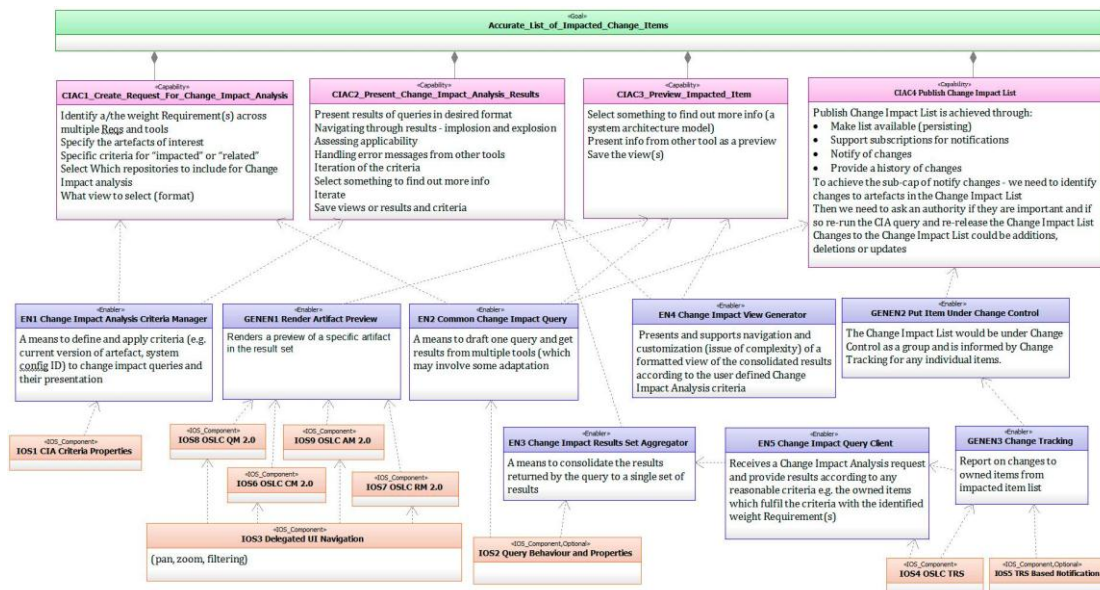 «Goal»
Accurate_List_of_Impacted_Change_Items
«Capability»
CIAC1_Create_Request_For_Change_Impact_Analysis
Identify a/the weight Requirement(s) across
multiple Reqs and tools
Specify the artefacts of interest
Specific criteria for "impacted" or "related"
Select Which repositories to include for Change
Impact analysis
What view to select (format)
«Capability»
CIAC2_Present_Change_Impact_Analysis_Results
Present results of queries in desired format
Navigating through results - implosion and explosion
Assessing applicability
Handling error messages from other tools
Iteration of the criteria
Select something to find out more info
Iterate
Save views or results and criteria
«Capability»
CIAC3_Preview_Impacted_Item
Select something to find out more info (a
system architecture model)
Present info from other tool as a preview
Save the view(s)
«Capability»
CIAC4 Publish Change Impact List
Publish Change Impact List is achieved through:
• Make list available (persisting)
• Support subscriptions for notifications
• Notify of changes
• Provide a history of changes
To achieve the sub-cap of notify changes - we need to identify
changes to artefacts in the Change Impact List
Then we need to ask an authority if they are important and if
so re-run the CIA query and re-release the Change Impact List
Changes to the Change Impact List could be additions,
deletions or updates
«Enabler»
EN1 Change Impact Analysis Criteria Manager
A means to define and apply criteria (e.g.
current version of artefact, system
config ID) to change impact queries and
their presentation
«Enabler»
GENEN1 Render Artifact Preview
Renders a preview of a specific artifact
in the result set
«Enabler»
EN2 Common Change Impact Query
A means to draft one query and get
results from multiple tools (which
may involve some adaptation)
«Enabler»
EN4 Change Impact View Generator
Presents and supports navigation and
customization (issue of complexity) of a
formatted view of the consolidated results
according to the user defined Change
Impact Analysis criteria
«Enabler»
GENEN2 Put Item Under Change Control
The Change Impact List would be under Change
Control as a group and is informed by Change
Tracking for any individual items.
«IOS_Component»
IOS1 CIA Criteria Properties
«IOS_Component»
IOS8 OSLC QM 2.0
«IOS_Component»
IOS9 OSLC AM 2.0
«IOS_Component»
IOS6 OSLC CM 2.0
«IOS_Component»
IOS7 OSLC RM 2.0
«IOS_Component»
IOS3 Delegated UI Navigation
(pan, zoom, filtering)
«Enabler»
EN3 Change Impact Results Set Aggregator
A means to consolidate the results
returned by the query to a single set of
results
«Enabler»
EN5 Change Impact Query Client
Receives a Change Impact Analysis request
and provide results according to any
reasonable criteria e.g. the owned items
which fulfil the criteria with the identified
weight Requirement(s)
«Enabler»
GENEN3 Change Tracking
Report on changes to
owned items from
impacted item list
«IOS_Component,Optional»
IOS2 Query Behaviour and Properties
«IOS_Component»
IOS4 OSLC TRS
«IOS_Component,Optional»
IOS5 TRS Based Notification